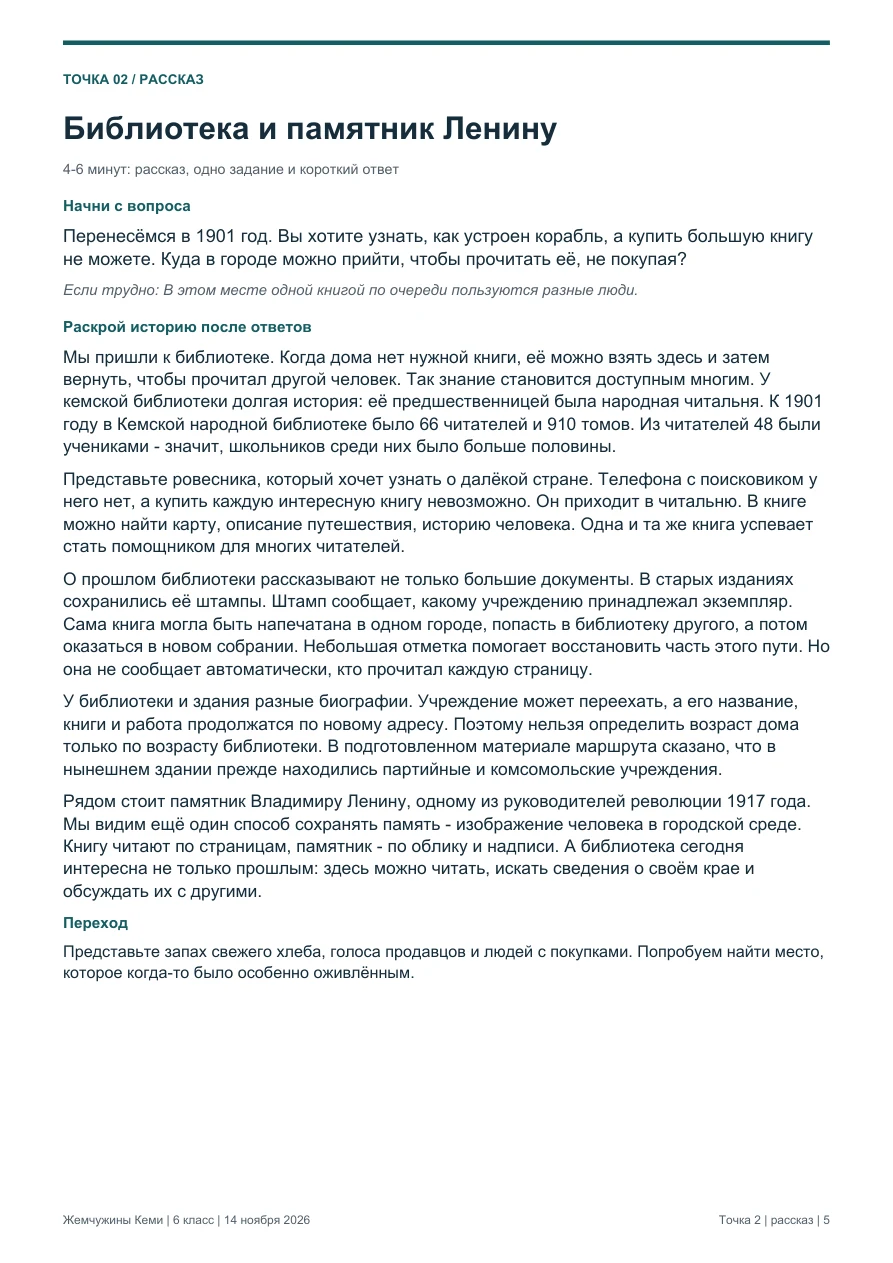 ТОЧКА 02 / РАССКАЗ
Библиотека и памятник Ленину
4-6 минут: рассказ, одно задание и короткий ответ
Начни с вопроса
Перенесёмся в 1901 год. Вы хотите узнать, как устроен корабль, а купить большую книгу
не можете. Куда в городе можно прийти, чтобы прочитать её, не покупая?
Если трудно: В этом месте одной книгой по очереди пользуются разные люди.
Раскрой историю после ответов
Мы пришли к библиотеке. Когда дома нет нужной книги, её можно взять здесь и затем
вернуть, чтобы прочитал другой человек. Так знание становится доступным многим. У
кемской библиотеки долгая история: её предшественницей была народная читальня. К 1901
году в Кемской народной библиотеке было 66 читателей и 910 томов. Из читателей 48 были
учениками - значит, школьников среди них было больше половины.
Представьте ровесника, который хочет узнать о далёкой стране. Телефона с поисковиком у
него нет, а купить каждую интересную книгу невозможно. Он приходит в читальню. В книге
можно найти карту, описание путешествия, историю человека. Одна и та же книга успевает
стать помощником для многих читателей.
О прошлом библиотеки рассказывают не только большие документы. В старых изданиях
сохранились её штампы. Штамп сообщает, какому учреждению принадлежал экземпляр.
Сама книга могла быть напечатана в одном городе, попасть в библиотеку другого, а потом
оказаться в новом собрании. Небольшая отметка помогает восстановить часть этого пути. Но
она не сообщает автоматически, кто прочитал каждую страницу.
У библиотеки и здания разные биографии. Учреждение может переехать, а его название,
книги и работа продолжатся по новому адресу. Поэтому нельзя определить возраст дома
только по возрасту библиотеки. В подготовленном материале маршрута сказано, что в
нынешнем здании прежде находились партийные и комсомольские учреждения.
Рядом стоит памятник Владимиру Ленину, одному из руководителей революции 1917 года.
Мы видим ещё один способ сохранять память - изображение человека в городской среде.
Книгу читают по страницам, памятник - по облику и надписи. А библиотека сегодня
интересна не только прошлым: здесь можно читать, искать сведения о своём крае и
обсуждать их с другими.
Переход
Представьте запах свежего хлеба, голоса продавцов и людей с покупками. Попробуем найти место,
которое когда-то было особенно оживлённым.
Жемчужины Кеми | 6 класс | 14 ноября 2026
Точка 2 | рассказ | 5